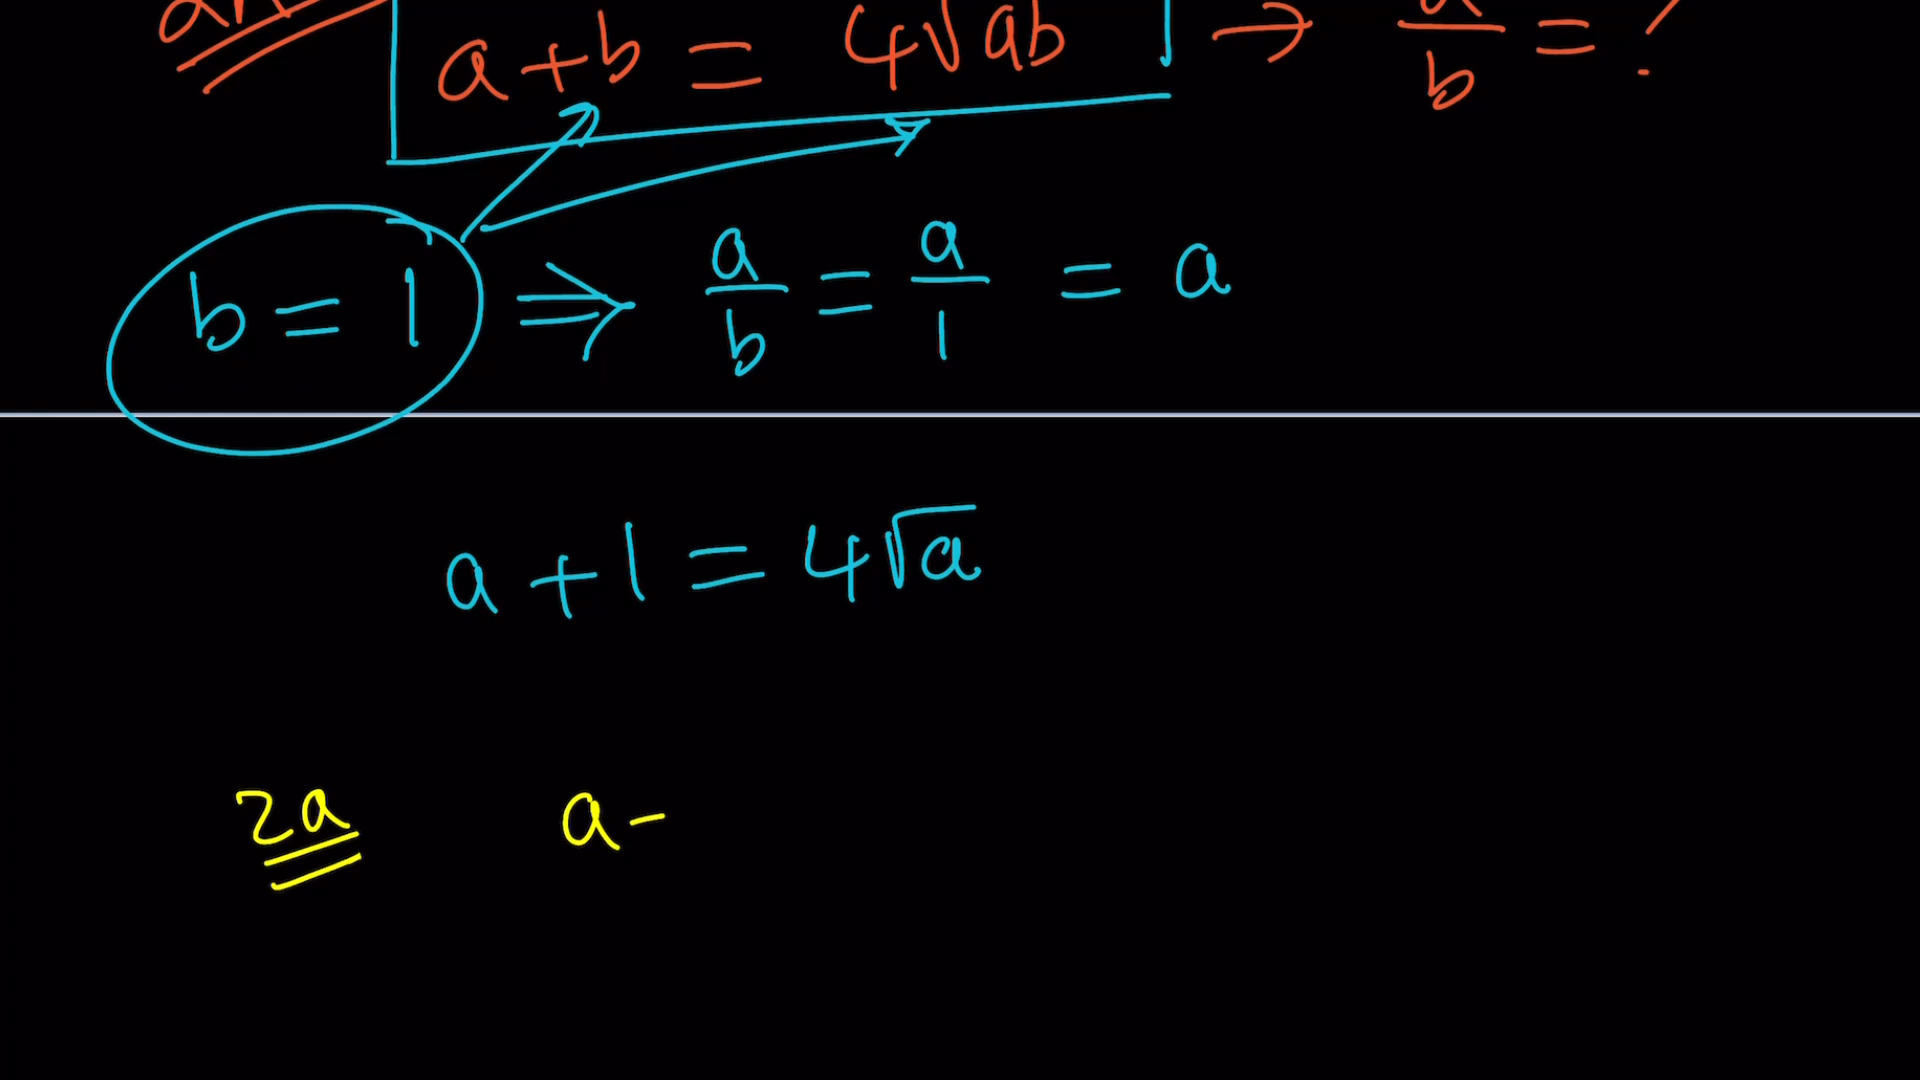 a+b = 4√ab → a/b = ?
b = 1 ⇒ a/b = a/1 = a
a + 1 = 4√a
2a a -